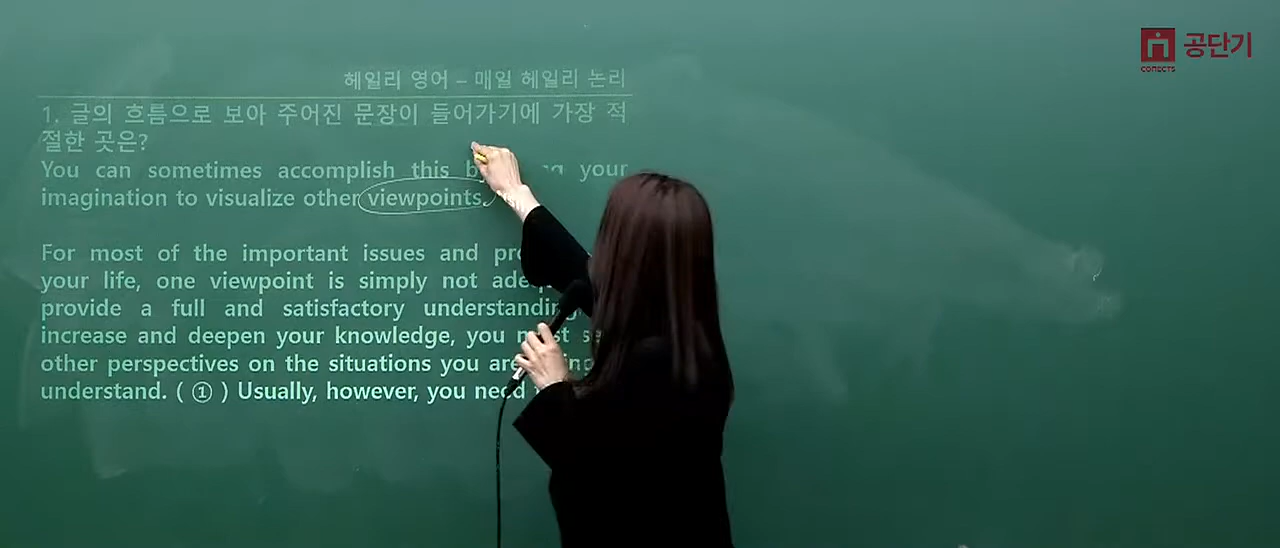 공단기
CONECTS
헤일리 영어 – 매일 헤일리 논리
1. 글의 흐름으로 보아 주어진 문장이 들어가기에 가장 적
절한 곳은?
You can sometimes accomplish this your
imagination to visualize other viewpoints.
For most of the important issues and
your life, one viewpoint is simply not
provide a full and satisfactory
increase and deepen your knowledge, you
other perspectives on the situations you are
understand. ( ① ) Usually, however, you need